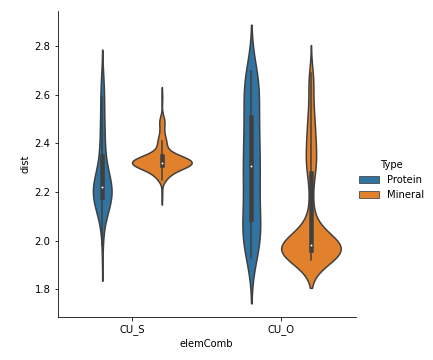 2.8
2.6
2.4
2.2
2.0
1.8
dist
CU_S
CU_O
elemComb
Type
Protein
Mineral